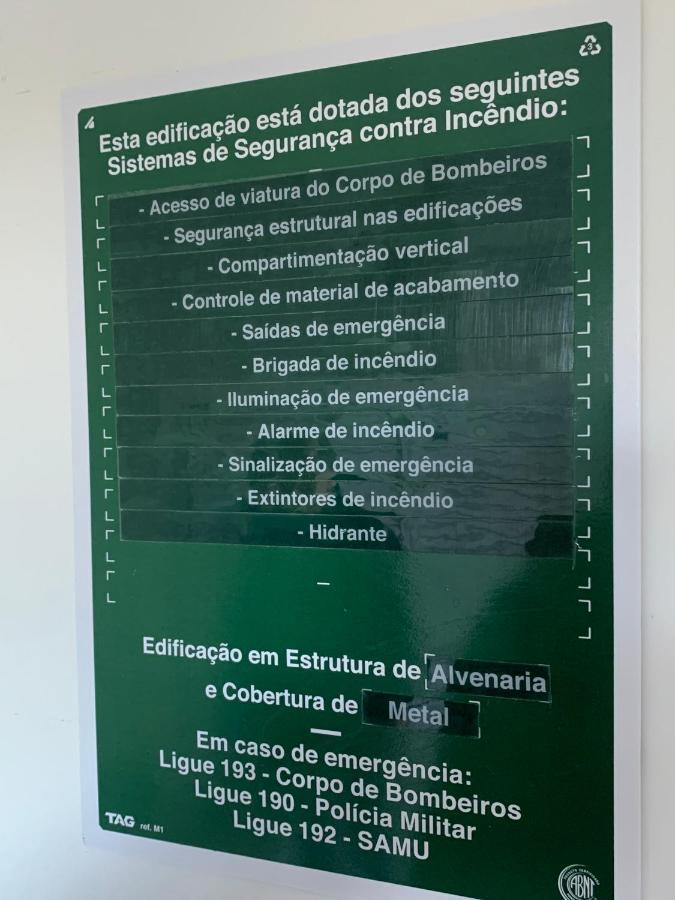 3
Esta edificação está dotada dos seguintes
Sistemas de Segurança contra Incêndio:
- Acesso de viatura do Corpo de Bombeiros
- Segurança estrutural nas edificações
- Compartimentação vertical
- Controle de material de acabamento
- Saídas de emergência
- Brigada de incêndio
- Iluminação de emergência
- Alarme de incêndio
- Sinalização de emergência
- Extintores de incêndio
- Hidrante
Edificação em Estrutura de Alvenaria
e Cobertura de Metal
Em caso de emergência:
Ligue 193 - Corpo de Bombeiros
Ligue 190 - Polícia Militar
Ligue 192 - SAMU
TAG ref. M1
ABNT